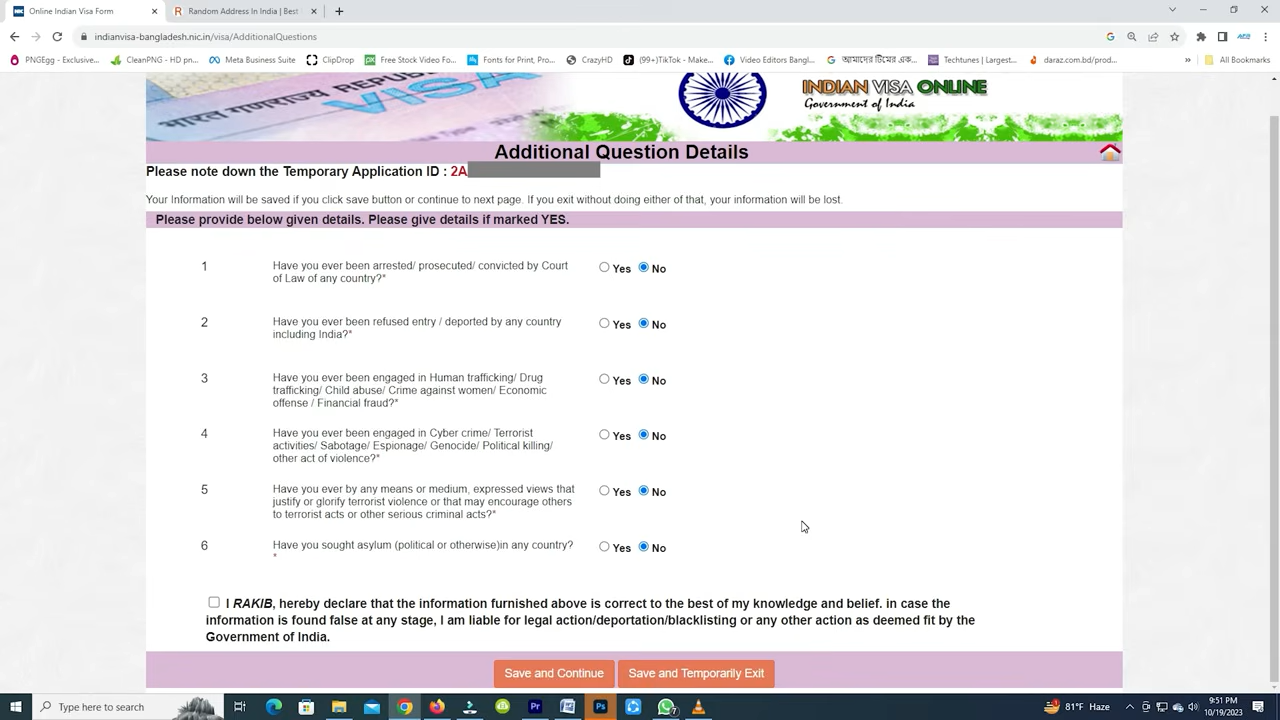 Online Indian Visa Form
Random Address In India | Best
indianvisa-bangladesh.nic.in/visa/AdditionalQuestions
PNGEgg - Exclusive...
CleanPNG - HD pn...
Meta Business Suite
ClipDrop
Free Stock Video Fo...
Fonts for Print, Pro...
CrazyHD
(99+)TikTok - Make...
Video Editors Bangl...
আমাদের টিমের এক...
Techtunes | Largest...
daraz.com.bd/prod...
»
All Bookmarks
भारत गणराज्य REPUB
VISA
INDIAN VISA ONLINE
Government of India
Additional Question Details
Please note down the Temporary Application ID : 2A
Your Information will be saved if you click save button or continue to next page. If you exit without doing either of that, your information will be lost.
Please provide below given details. Please give details if marked YES.
1 Have you ever been arrested/ prosecuted/ convicted by Court Yes No
of Law of any country?*
2 Have you ever been refused entry / deported by any country Yes No
including India?*
3 Have you ever been engaged in Human trafficking/ Drug Yes No
trafficking/ Child abuse/ Crime against women/ Economic
offense / Financial fraud?*
4 Have you ever been engaged in Cyber crime/ Terrorist Yes No
activities/ Sabotage/ Espionage/ Genocide/ Political killing/
other act of violence?*
5 Have you ever by any means or medium, expressed views that Yes No
justify or glorify terrorist violence or that may encourage others
to terrorist acts or other serious criminal acts?*
6 Have you sought asylum (political or otherwise)in any country? Yes No
*
I RAKIB, hereby declare that the information furnished above is correct to the best of my knowledge and belief. in case the
information is found false at any stage, I am liable for legal action/deportation/blacklisting or any other action as deemed fit by the
Government of India.
Save and Continue
Save and Temporarily Exit
Type here to search
81°F Haze
9:51 PM
10/19/2023